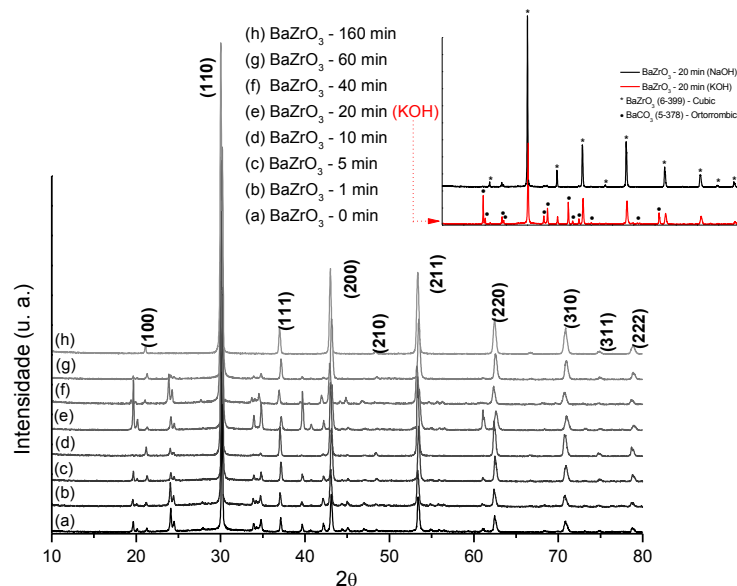 (h) BaZrO₃ - 160 min
(g) BaZrO₃ - 60 min
(f) BaZrO₃ - 40 min
(e) BaZrO₃ - 20 min (KOH)
(d) BaZrO₃ - 10 min
(c) BaZrO₃ - 5 min
(b) BaZrO₃ - 1 min
(a) BaZrO₃ - 0 min
BaZrO₃ - 20 min (NaOH)
BaZrO₃ - 20 min (KOH)
* BaZrO₃ (6-399) - Cubic
• BaCO₃ (5-378) - Ortorrombic
(110)
(100)
(111)
(200)
(210)
(211)
(220)
(310)
(311)
(222)
(h)
(g)
(f)
(e)
(d)
(c)
(b)
(a)
Intensidade (u. a.)
10 20 30 40 50 60 70 80
2θ